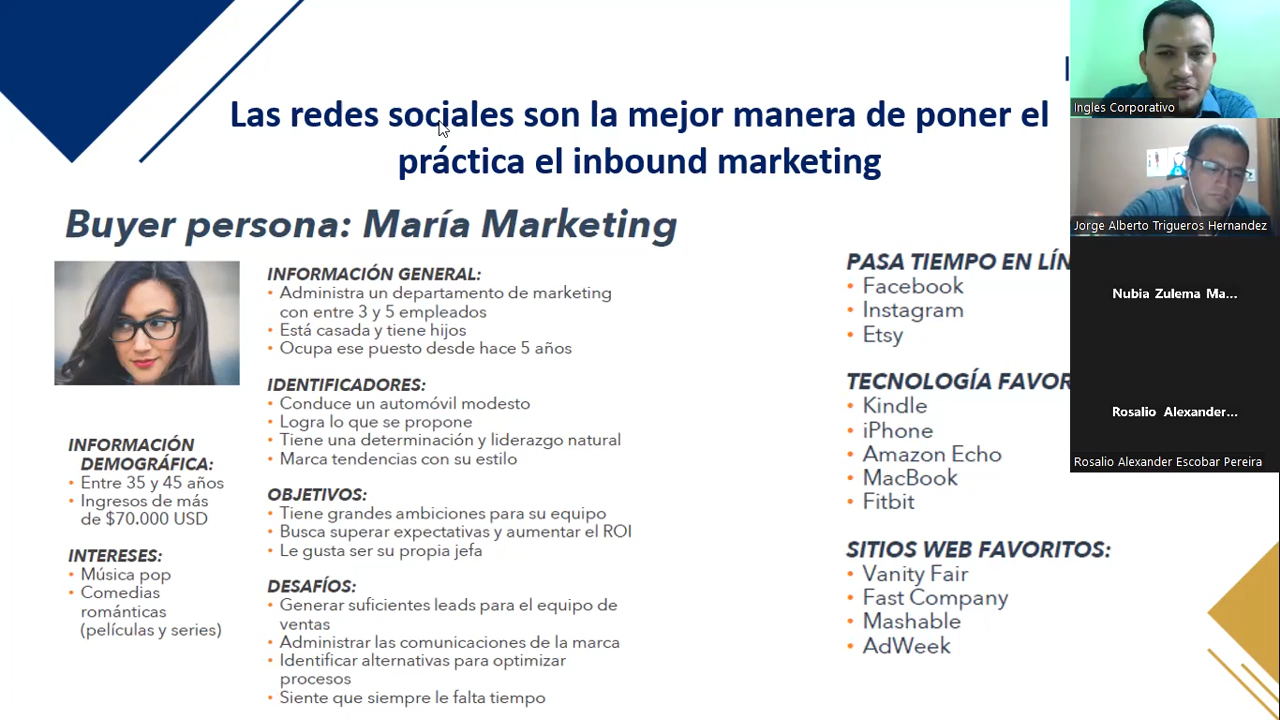 Las redes sociales son la mejor manera de poner el
práctica el inbound marketing
Buyer persona: María Marketing
INFORMACIÓN
DEMOGRÁFICA:
• Entre 35 y 45 años
• Ingresos de más
de $70.000 USD
INTERESES:
• Música pop
• Comedias
románticas
(películas y series)
INFORMACIÓN GENERAL:
• Administra un departamento de marketing
con entre 3 y 5 empleados
• Está casada y tiene hijos
• Ocupa ese puesto desde hace 5 años
IDENTIFICADORES:
• Conduce un automóvil modesto
• Logra lo que se propone
• Tiene una determinación y liderazgo natural
• Marca tendencias con su estilo
OBJETIVOS:
• Tiene grandes ambiciones para su equipo
• Busca superar expectativas y aumentar el ROI
• Le gusta ser su propia jefa
DESAFÍOS:
• Generar suficientes leads para el equipo de
ventas
• Administrar las comunicaciones de la marca
• Identificar alternativas para optimizar
procesos
• Siente que siempre le falta tiempo
PASA TIEMPO EN LÍN
• Facebook
• Instagram
• Etsy
TECNOLOGÍA FAVOR
• Kindle
• iPhone
• Amazon Echo
• MacBook
• Fitbit
SITIOS WEB FAVORITOS:
• Vanity Fair
• Fast Company
• Mashable
• AdWeek
Ingles Corporativo
Jorge Alberto Trigueros Hernandez
Nubia Zulema Ma...
Rosalio Alexander...
Rosalio Alexander Escobar Pereira